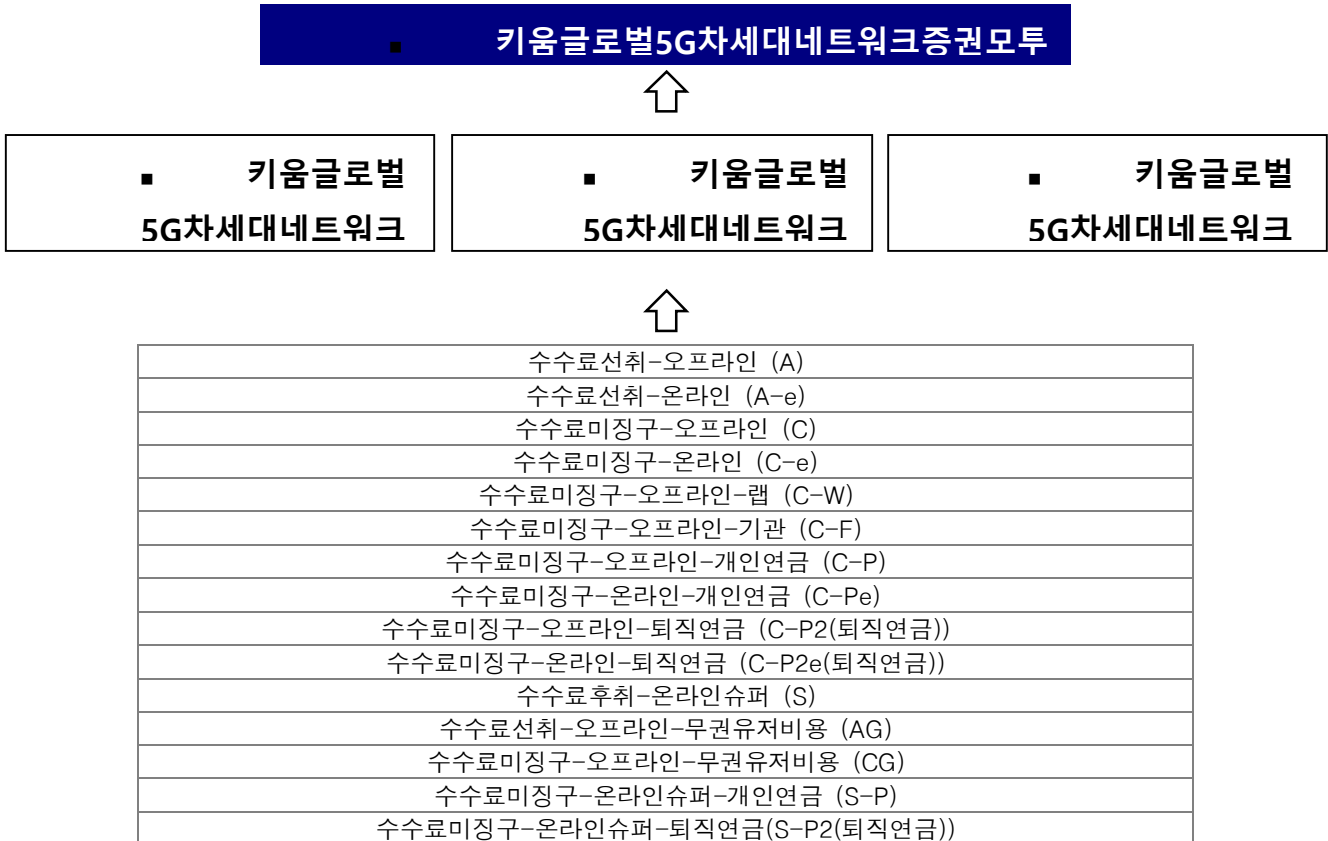 ▪ 키움글로벌5G차세대네트워크증권모투
▪ 키움글로벌
5G차세대네트워크
▪ 키움글로벌
5G차세대네트워크
▪ 키움글로벌
5G차세대네트워크
수수료선취-오프라인 (A)
수수료선취-온라인 (A-e)
수수료미징구-오프라인 (C)
수수료미징구-온라인 (C-e)
수수료미징구-오프라인-랩 (C-W)
수수료미징구-오프라인-기관 (C-F)
수수료미징구-오프라인-개인연금 (C-P)
수수료미징구-온라인-개인연금 (C-Pe)
수수료미징구-오프라인-퇴직연금 (C-P2(퇴직연금))
수수료미징구-온라인-퇴직연금 (C-P2e(퇴직연금))
수수료후취-온라인슈퍼 (S)
수수료선취-오프라인-무권유저비용 (AG)
수수료미징구-오프라인-무권유저비용 (CG)
수수료미징구-온라인슈퍼-개인연금 (S-P)
수수료미징구-온라인슈퍼-퇴직연금(S-P2(퇴직연금))